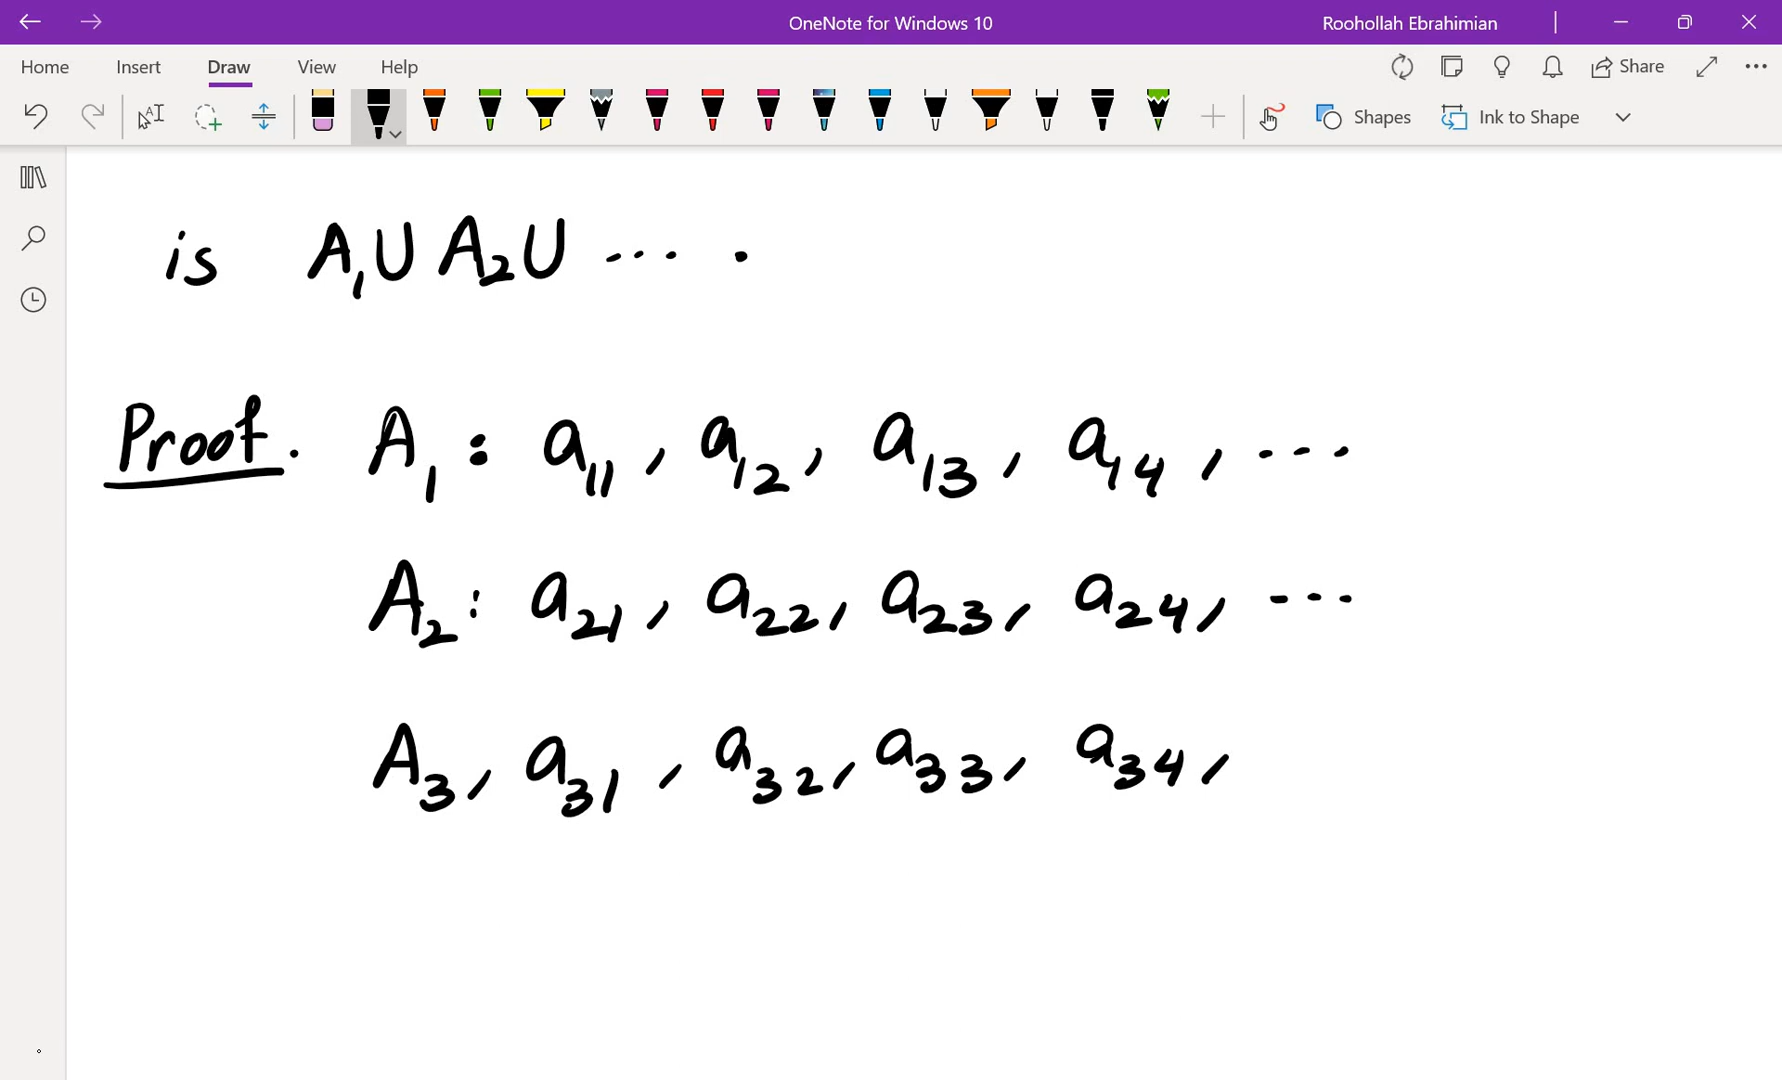 OneNote for Windows 10 Roohollah Ebrahimian
Home Insert Draw View Help Share
Shapes Ink to Shape
is A₁∪A₂∪ ... .
Proof. A₁ : a₁₁ , a₁₂ , a₁₃ , a₁₄ , ...
A₂ : a₂₁ , a₂₂ , a₂₃ , a₂₄ , ...
A₃ , a₃₁ , a₃₂ , a₃₃ , a₃₄ ,